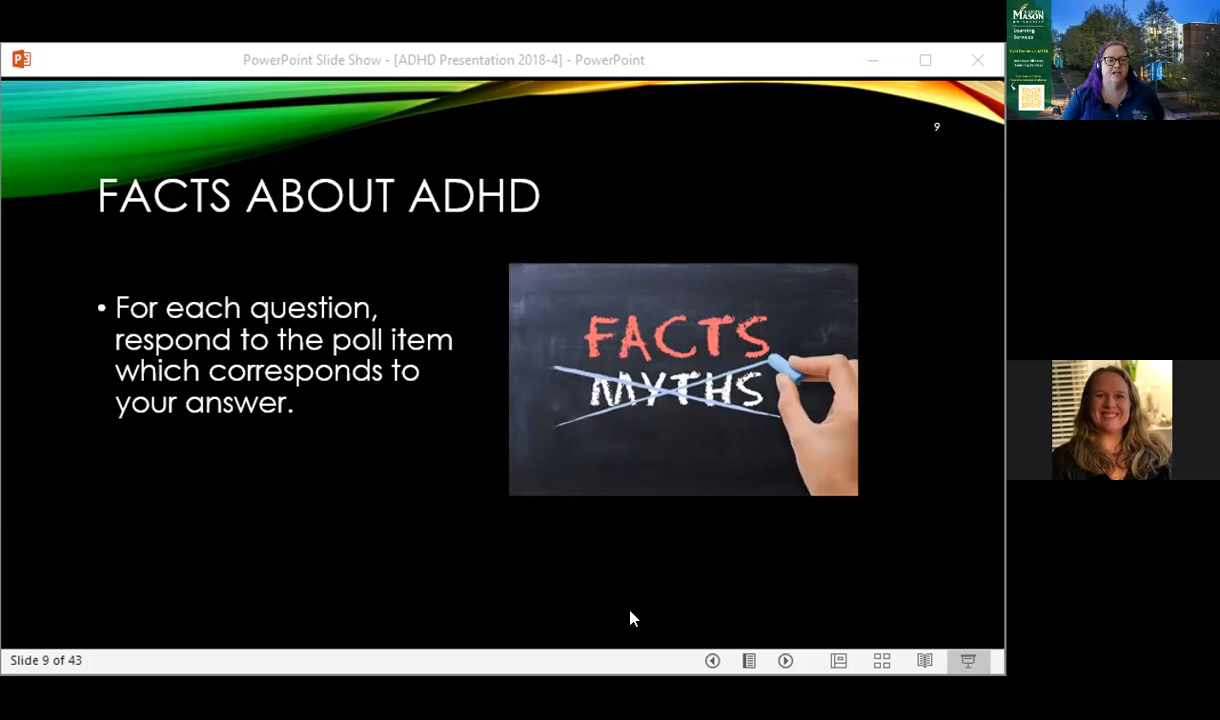 PowerPoint Slide Show - [ADHD Presentation 2018-4] - PowerPoint
9
FACTS ABOUT ADHD
• For each question,
respond to the poll item
which corresponds to
your answer.
FACTS
MYTHS
Slide 9 of 43
MASON
Learning
Services